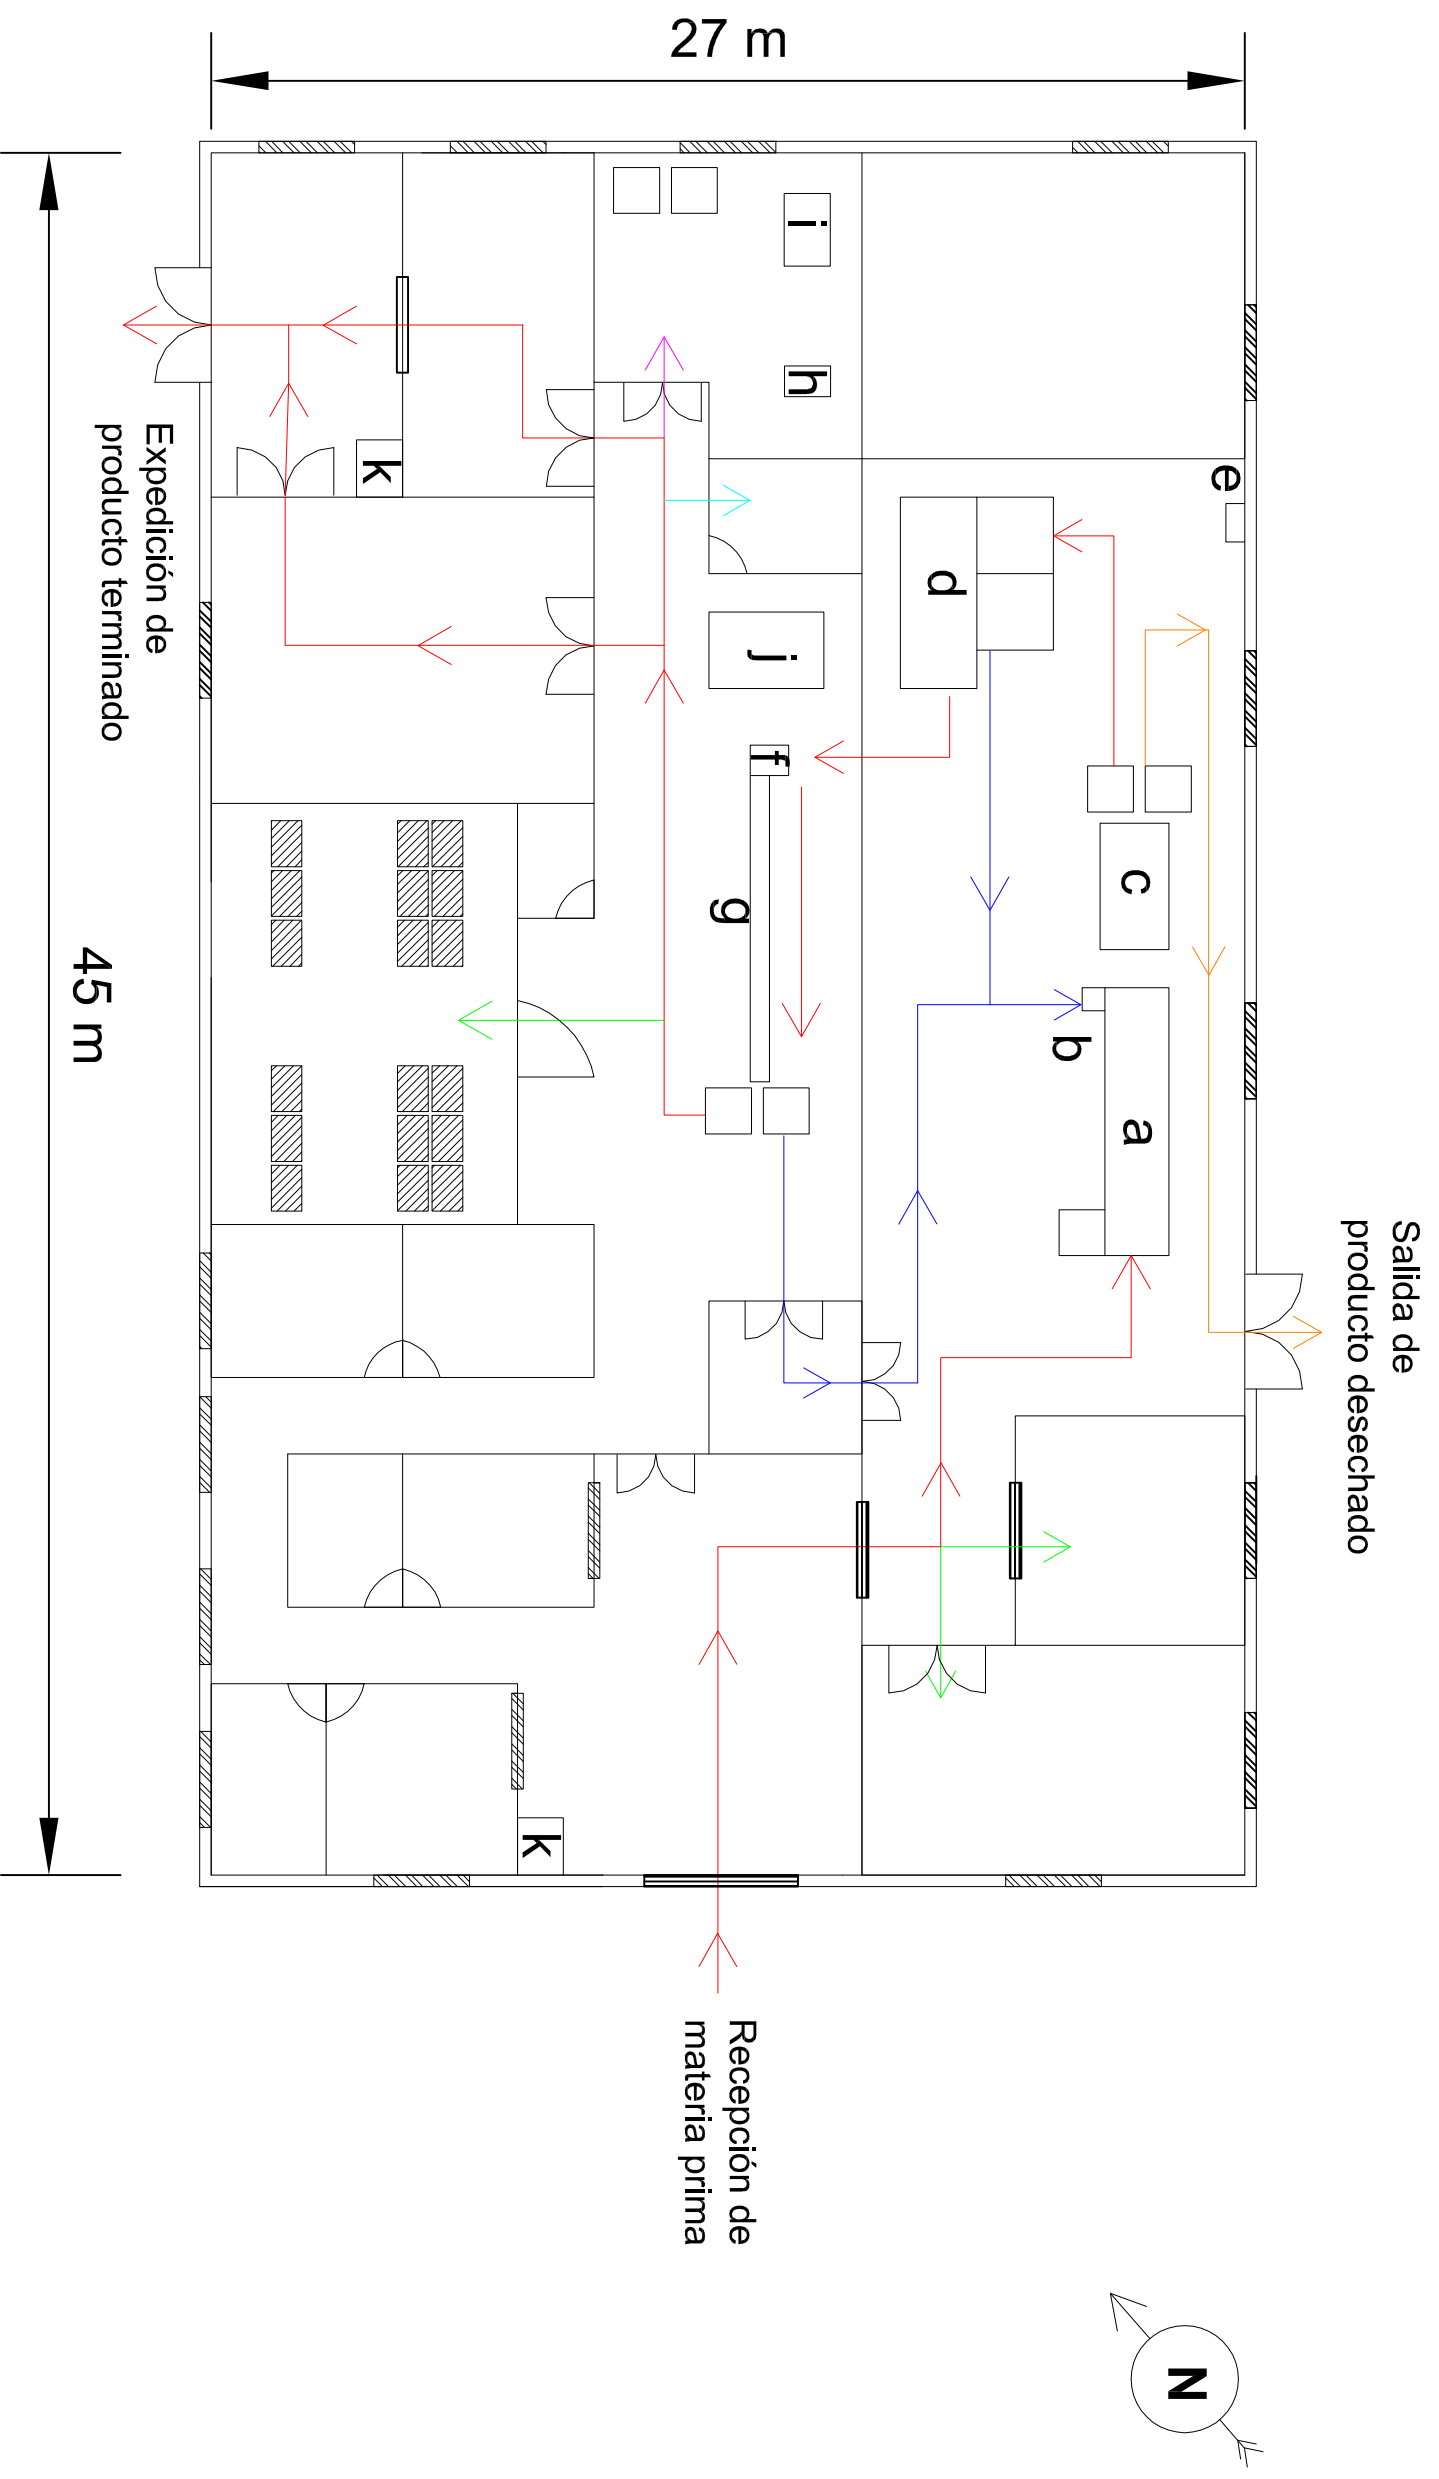 27 m
45 m
Expedición de
producto terminado
Salida de
producto desechado
Recepción de
materia prima
i
h
k
e
d
j
f
c
g
b
a
k
N